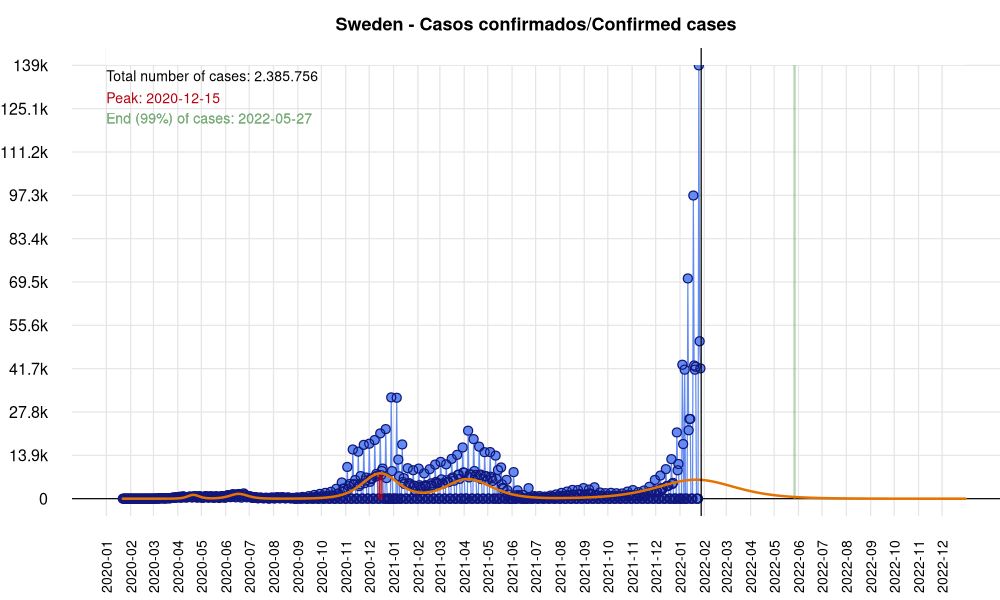 Sweden - Casos confirmados/Confirmed cases
139k
125.1k
111.2k
97.3k
83.4k
69.5k
55.6k
41.7k
27.8k
13.9k
0
Total number of cases: 2.385.756
Peak: 2020-12-15
End (99%) of cases: 2022-05-27
2020-01
2020-02
2020-03
2020-04
2020-05
2020-06
2020-07
2020-08
2020-09
2020-10
2020-11
2020-12
2021-01
2021-02
2021-03
2021-04
2021-05
2021-06
2021-07
2021-08
2021-09
2021-10
2021-11
2021-12
2022-01
2022-02
2022-03
2022-04
2022-05
2022-06
2022-07
2022-08
2022-09
2022-10
2022-11
2022-12